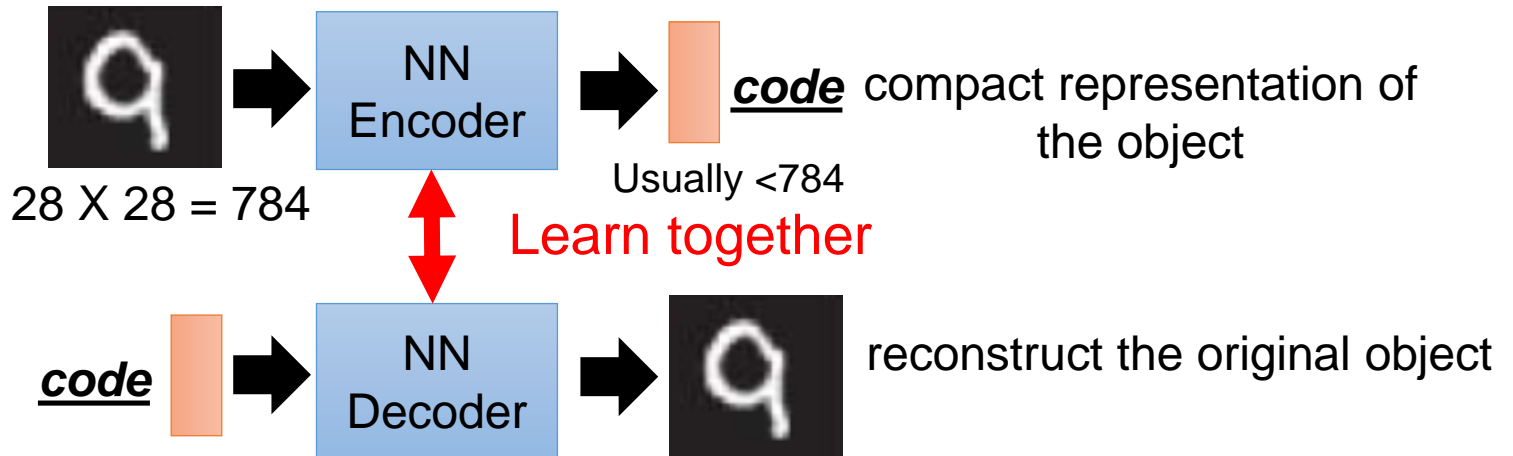 NN
Encoder
code compact representation of
the object
28 X 28 = 784
Usually <784
Learn together
code
NN
Decoder
reconstruct the original object